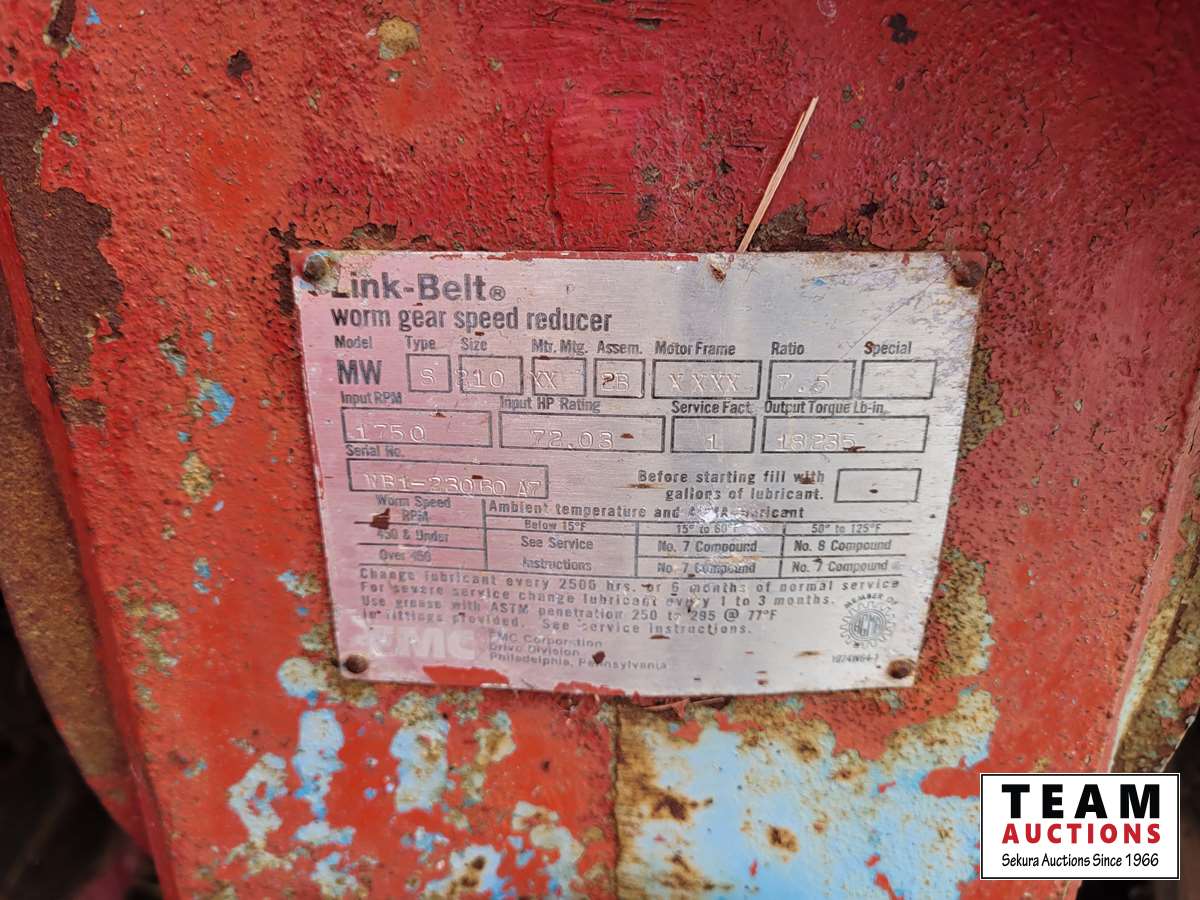 Link-Belt®
worm gear speed reducer
Model Type Size Mtr. Mtg. Assem. Motor Frame Ratio Special
MW S 210 XX 2B XXXX 7.5
Input RPM Input HP Rating Service Fact. Output Torque Lb-in.
1750 72.03 1 18235
Serial No.
Before starting fill with
gallons of lubricant.
Worm Speed
RPM
Ambient temperature and lubricant
Below 15°F 15° to 60°F 50° to 125°F
450 & Under See Service No. 7 Compound No. 8 Compound
Over 450 Instructions No. 7 Compound No. 7 Compound
Change lubricant every 2500 hrs. or 6 months of normal service
For severe service change lubricant every 1 to 3 months.
Use grease with ASTM penetration 250 to 295 @ 77°F
in fittings provided. See service instructions.
FMC FMC Corporation
Drive Division
Philadelphia, Pennsylvania
MEMBER OF
TEAM
AUCTIONS
Sekura Auctions Since 1966